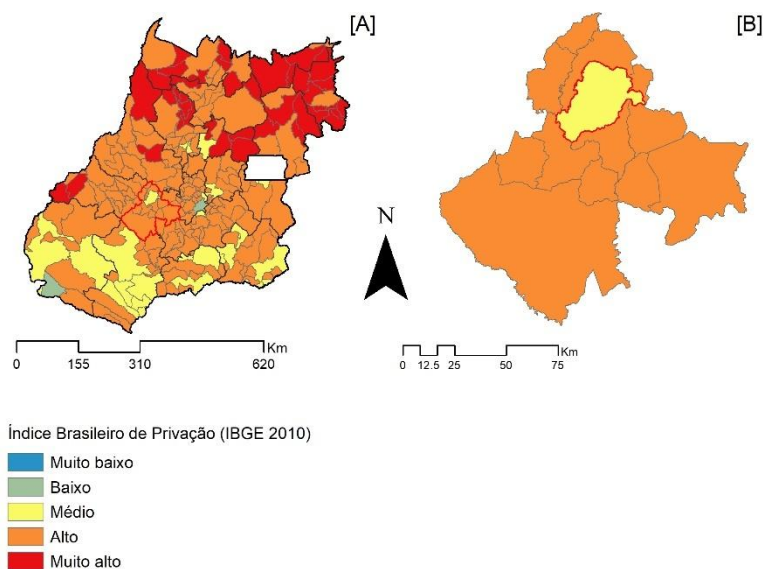 [A]
[B]
N
Km
0 155 310 620
Km
0 12.5 25 50 75
Índice Brasileiro de Privação (IBGE 2010)
Muito baixo
Baixo
Médio
Alto
Muito alto